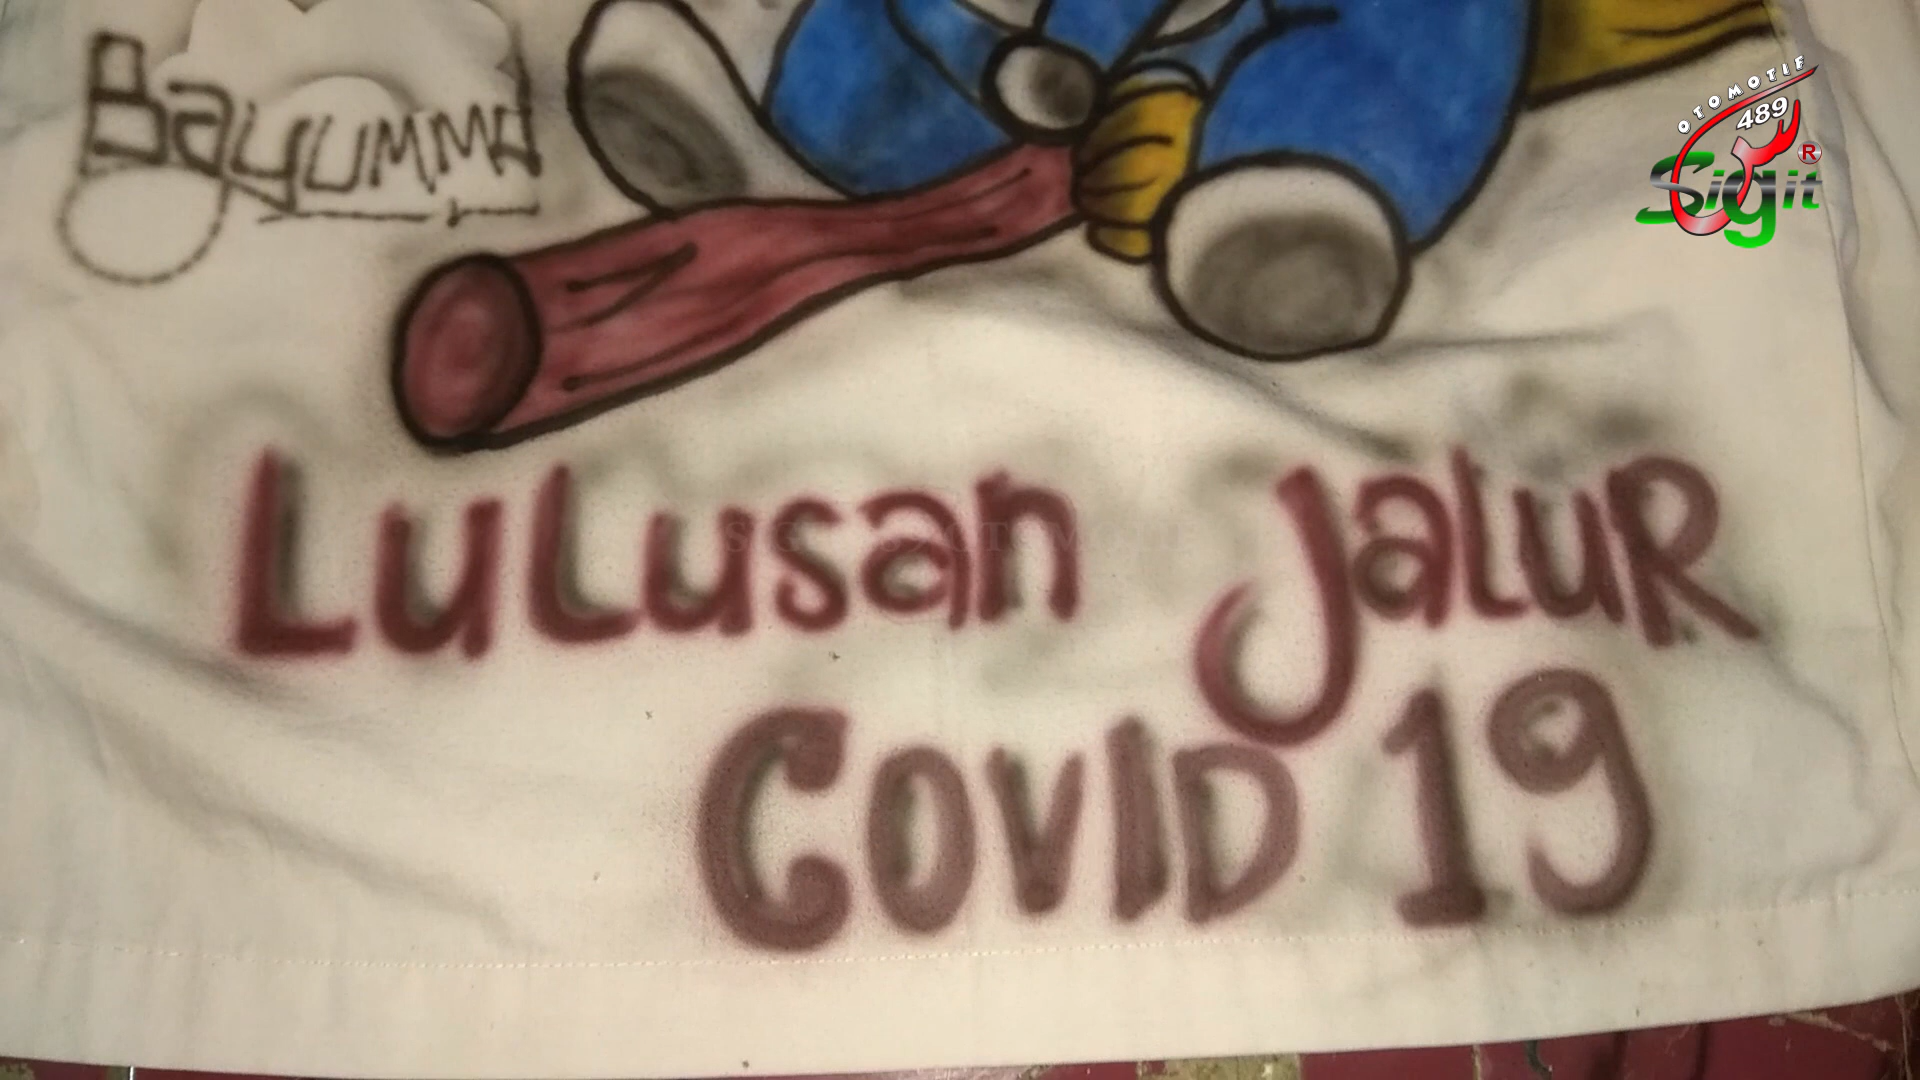 Bayumma
OTOMOTIF
489
Sigit
R
LuLusan JaluR
Covid 19